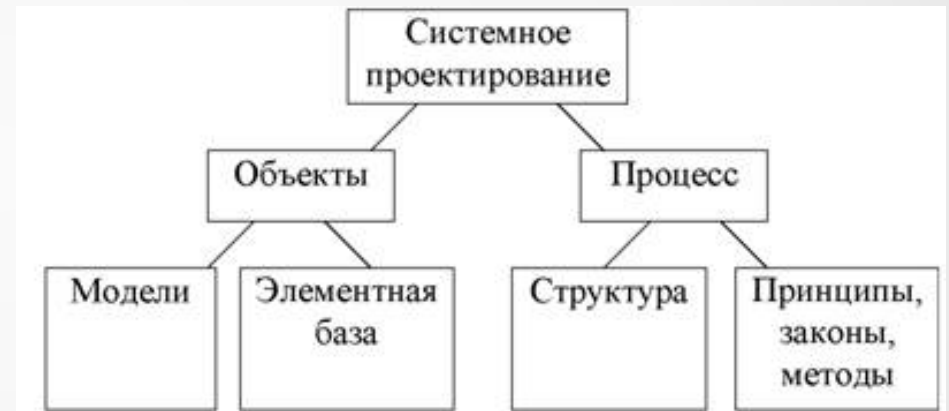 Системное
проектирование
Объекты
Процесс
Модели
Элементная
база
Структура
Принципы,
законы,
методы